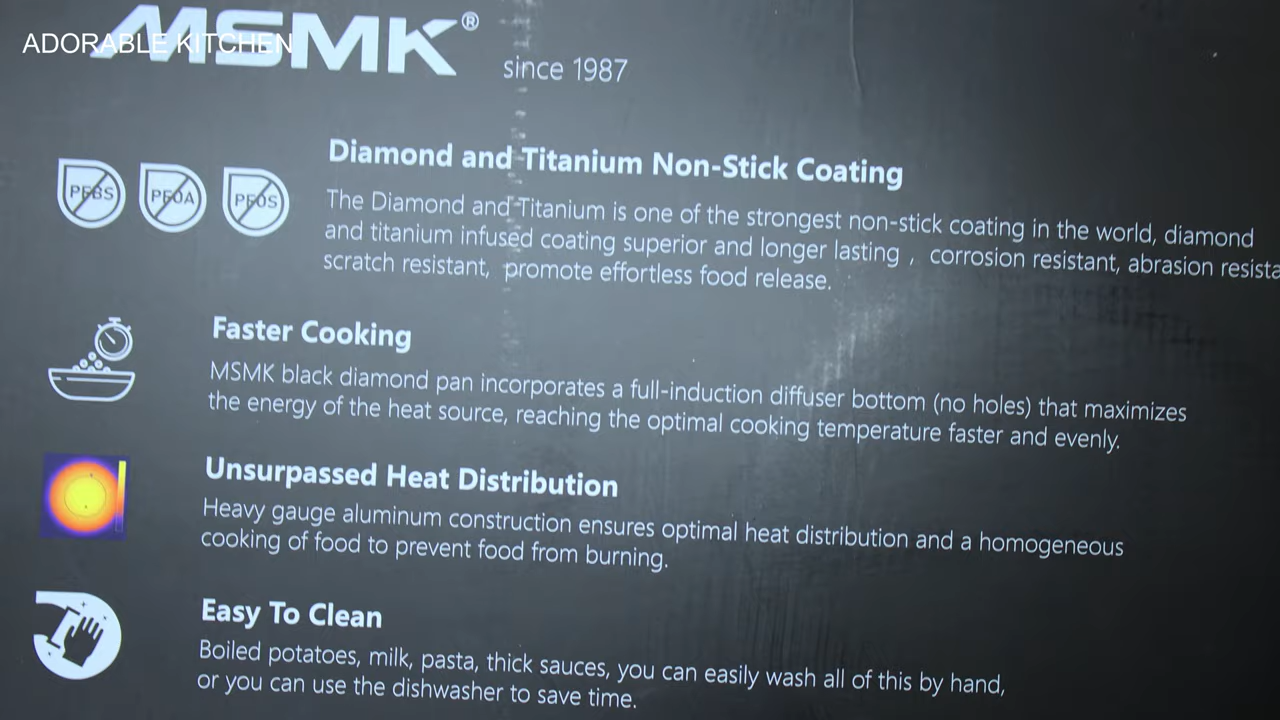 ADORABLE KITCHEN
MSMK®
since 1987
PFBS PFOA PFOS
Diamond and Titanium Non-Stick Coating
The Diamond and Titanium is one of the strongest non-stick coating in the world, diamond
and titanium infused coating superior and longer lasting , corrosion resistant, abrasion resista
scratch resistant, promote effortless food release.
Faster Cooking
MSMK black diamond pan incorporates a full-induction diffuser bottom (no holes) that maximizes
the energy of the heat source, reaching the optimal cooking temperature faster and evenly.
Unsurpassed Heat Distribution
Heavy gauge aluminum construction ensures optimal heat distribution and a homogeneous
cooking of food to prevent food from burning.
Easy To Clean
Boiled potatoes, milk, pasta, thick sauces, you can easily wash all of this by hand,
or you can use the dishwasher to save time.